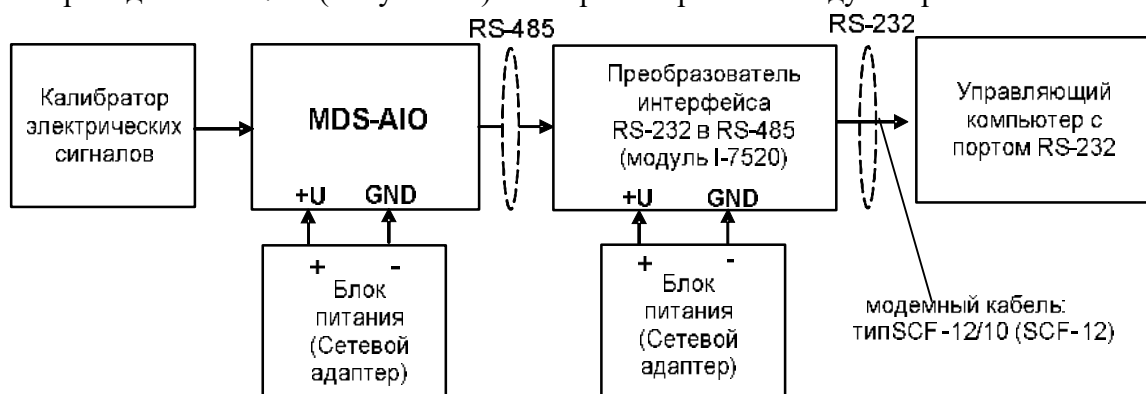 RS-485
RS-232
Калибратор
электрических
сигналов
MDS-AIO
+U GND
Преобразователь
интерфейса
RS-232 в RS-485
(модуль I-7520)
+U GND
Управляющий
компьютер с
портом RS-232
+ -
Блок
питания
(Сетевой
адаптер)
+ -
Блок
питания
(Сетевой
адаптер)
модемный кабель:
типSCF-12/10 (SCF-12)